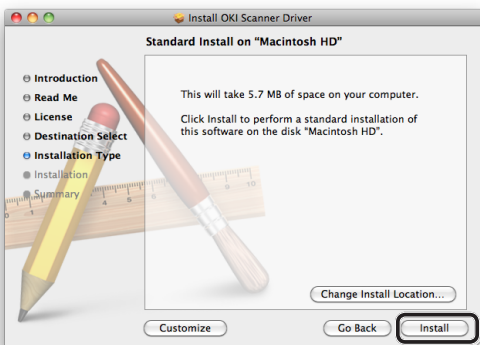 Install OKI Scanner Driver
Standard Install on “Macintosh HD”
Introduction
Read Me
License
Destination Select
Installation Type
Installation
Summary
This will take 5.7 MB of space on your computer.
Click Install to perform a standard installation of
this software on the disk “Macintosh HD”.
Change Install Location...
Customize
Go Back
Install